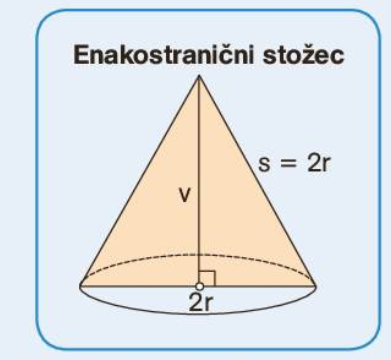 Enakostranični stožec
s = 2r
v
2r